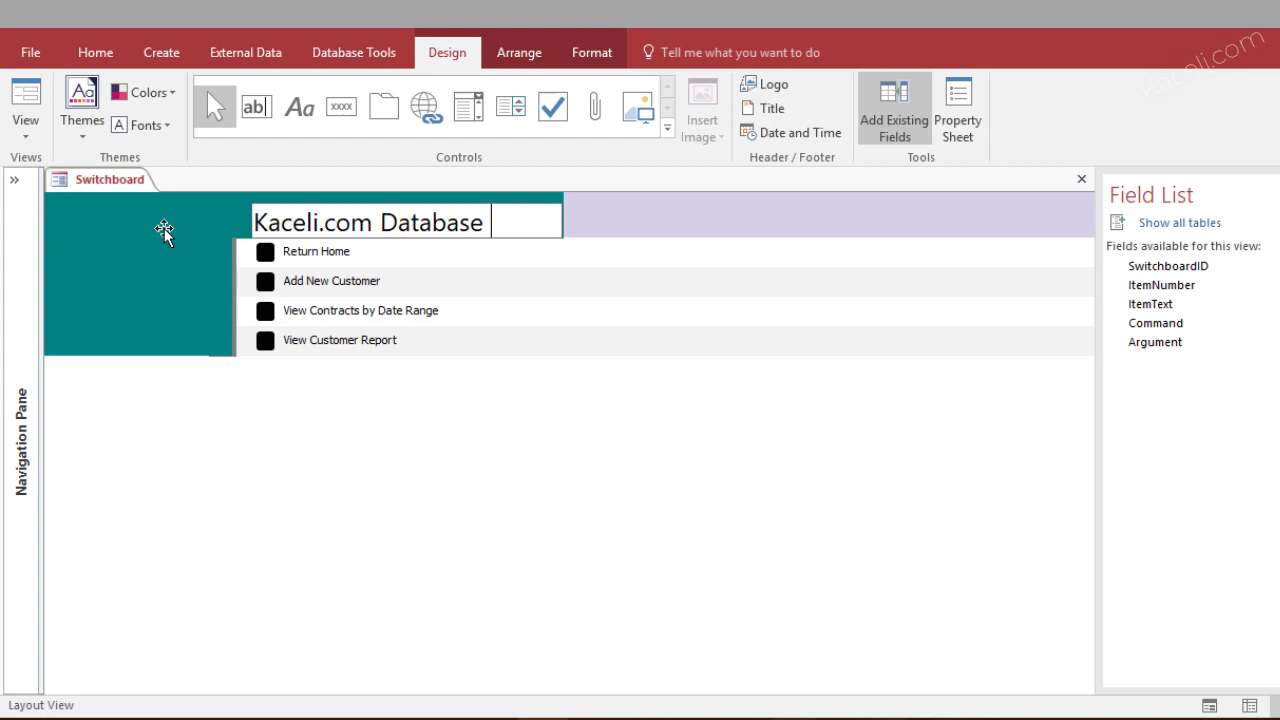 Kaceli.com
File Home Create External Data Database Tools Design Arrange Format Tell me what you want to do
View
Views
Aa
Themes
Colors
A Fonts
Themes
ab| Aa xxxx
Controls
Insert
Image
Logo
Title
Date and Time
Header / Footer
Add Existing
Fields
Property
Sheet
Tools
Switchboard
Navigation Pane
Kaceli.com Database
Return Home
Add New Customer
View Contracts by Date Range
View Customer Report
Field List
Show all tables
Fields available for this view:
SwitchboardID
ItemNumber
ItemText
Command
Argument
Layout View